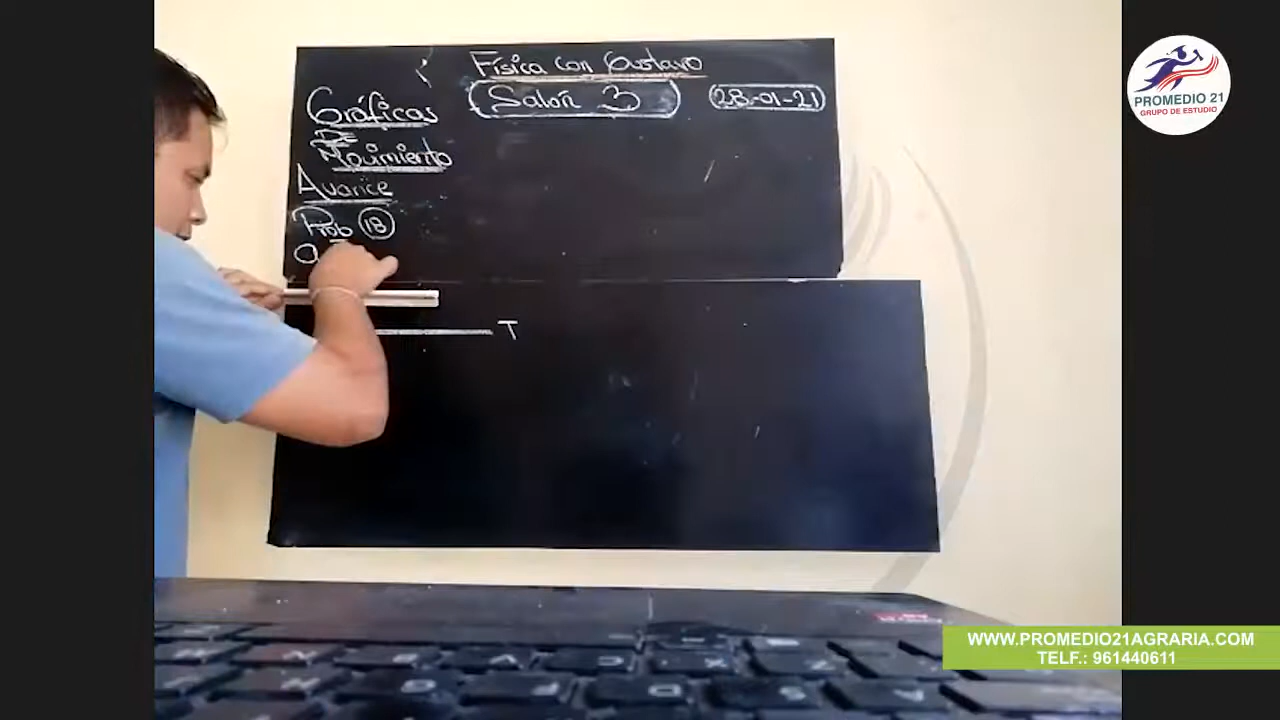 Física con Gustavo
Salón 3
28-01-21
Gráficas
De
Movimiento
Avance
Prob 18
a
T
PROMEDIO 21
GRUPO DE ESTUDIO
WWW.PROMEDIO21AGRARIA.COM
TELF.: 961440611